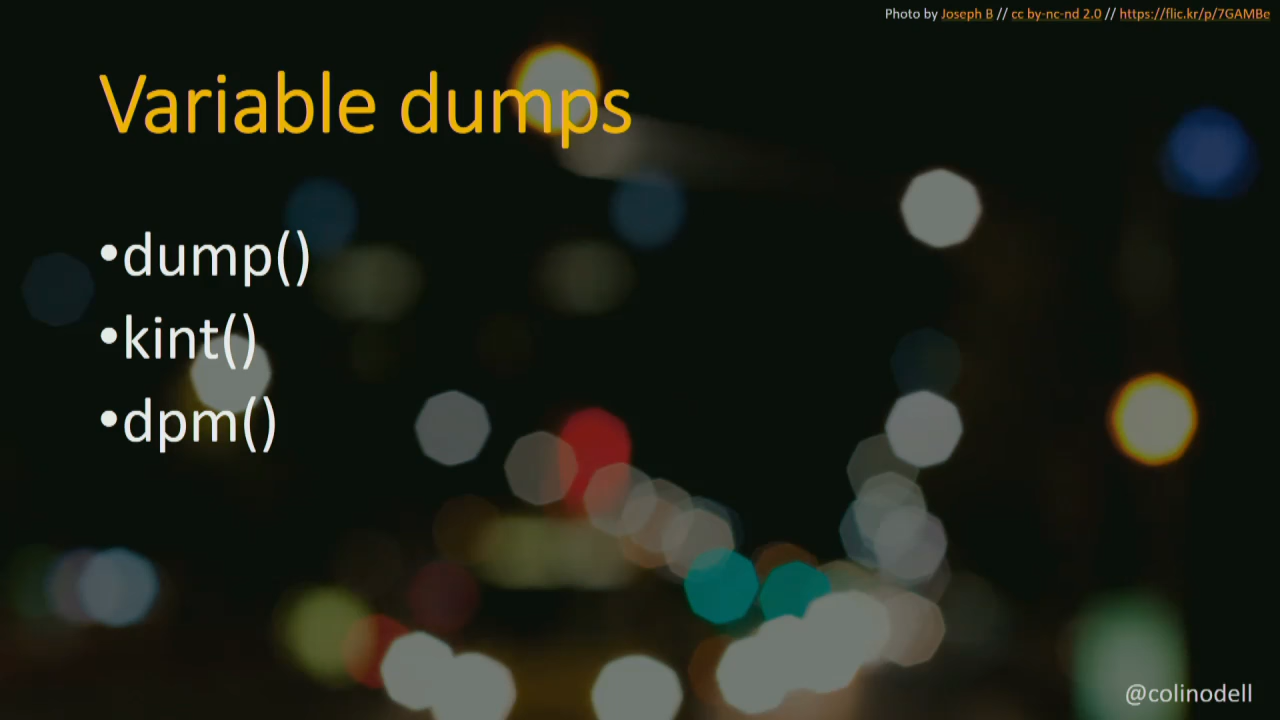 Photo by Joseph B // cc by-nc-nd 2.0 // https://flic.kr/p/7GAMBe
Variable dumps
•dump()
•kint()
•dpm()
@colinodell